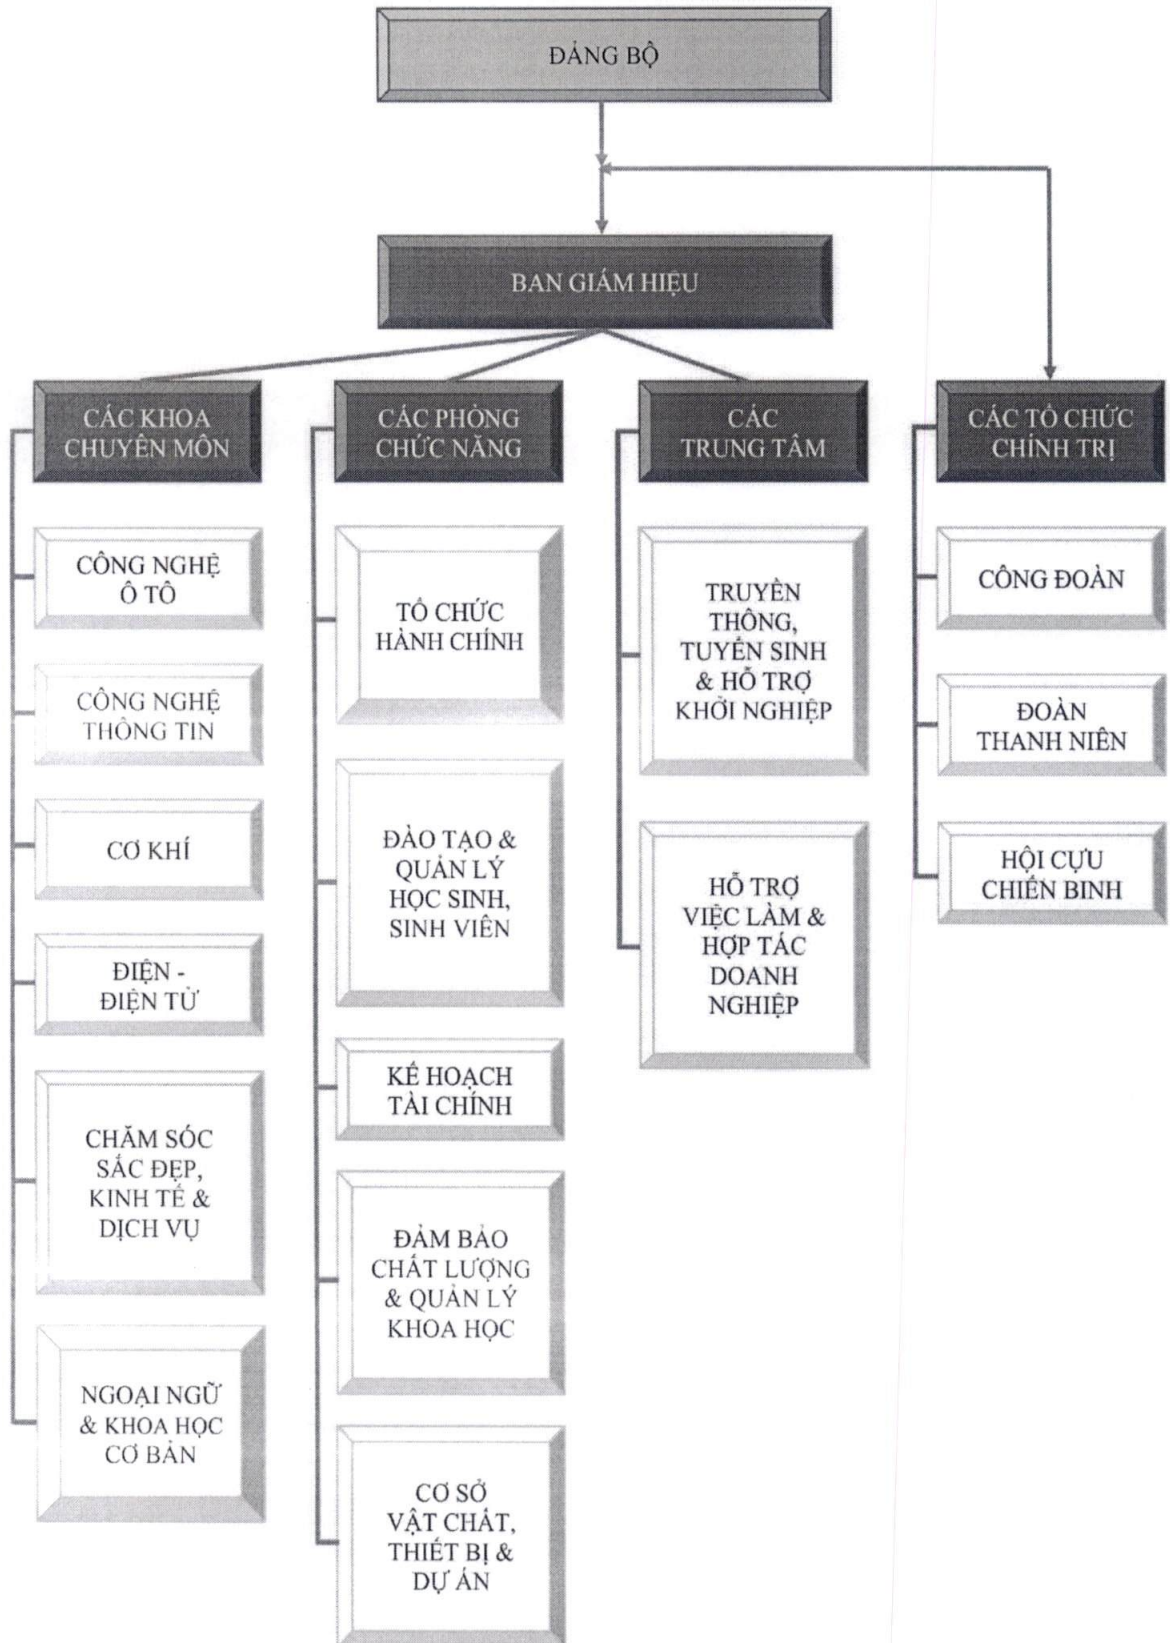 ĐẢNG BỘ
BAN GIÁM HIỆU
CÁC KHOA
CHUYÊN MÔN
CÔNG NGHỆ
Ô TÔ
CÔNG NGHỆ
THÔNG TIN
CƠ KHÍ
ĐIỆN -
ĐIỆN TỬ
CHĂM SÓC
SẮC ĐẸP,
KINH TẾ &
DỊCH VỤ
NGOẠI NGỮ
& KHOA HỌC
CƠ BẢN
CÁC PHÒNG
CHỨC NĂNG
TỔ CHỨC
HÀNH CHÍNH
ĐÀO TẠO &
QUẢN LÝ
HỌC SINH,
SINH VIÊN
KẾ HOẠCH
TÀI CHÍNH
ĐẢM BẢO
CHẤT LƯỢNG
& QUẢN LÝ
KHOA HỌC
CƠ SỞ
VẬT CHẤT,
THIẾT BỊ &
DỰ ÁN
CÁC
TRUNG TÂM
TRUYỀN
THÔNG,
TUYỂN SINH
& HỖ TRỢ
KHỞI NGHIỆP
HỖ TRỢ
VIỆC LÀM &
HỢP TÁC
DOANH
NGHIỆP
CÁC TỔ CHỨC
CHÍNH TRỊ
CÔNG ĐOÀN
ĐOÀN
THANH NIÊN
HỘI CỰU
CHIẾN BINH